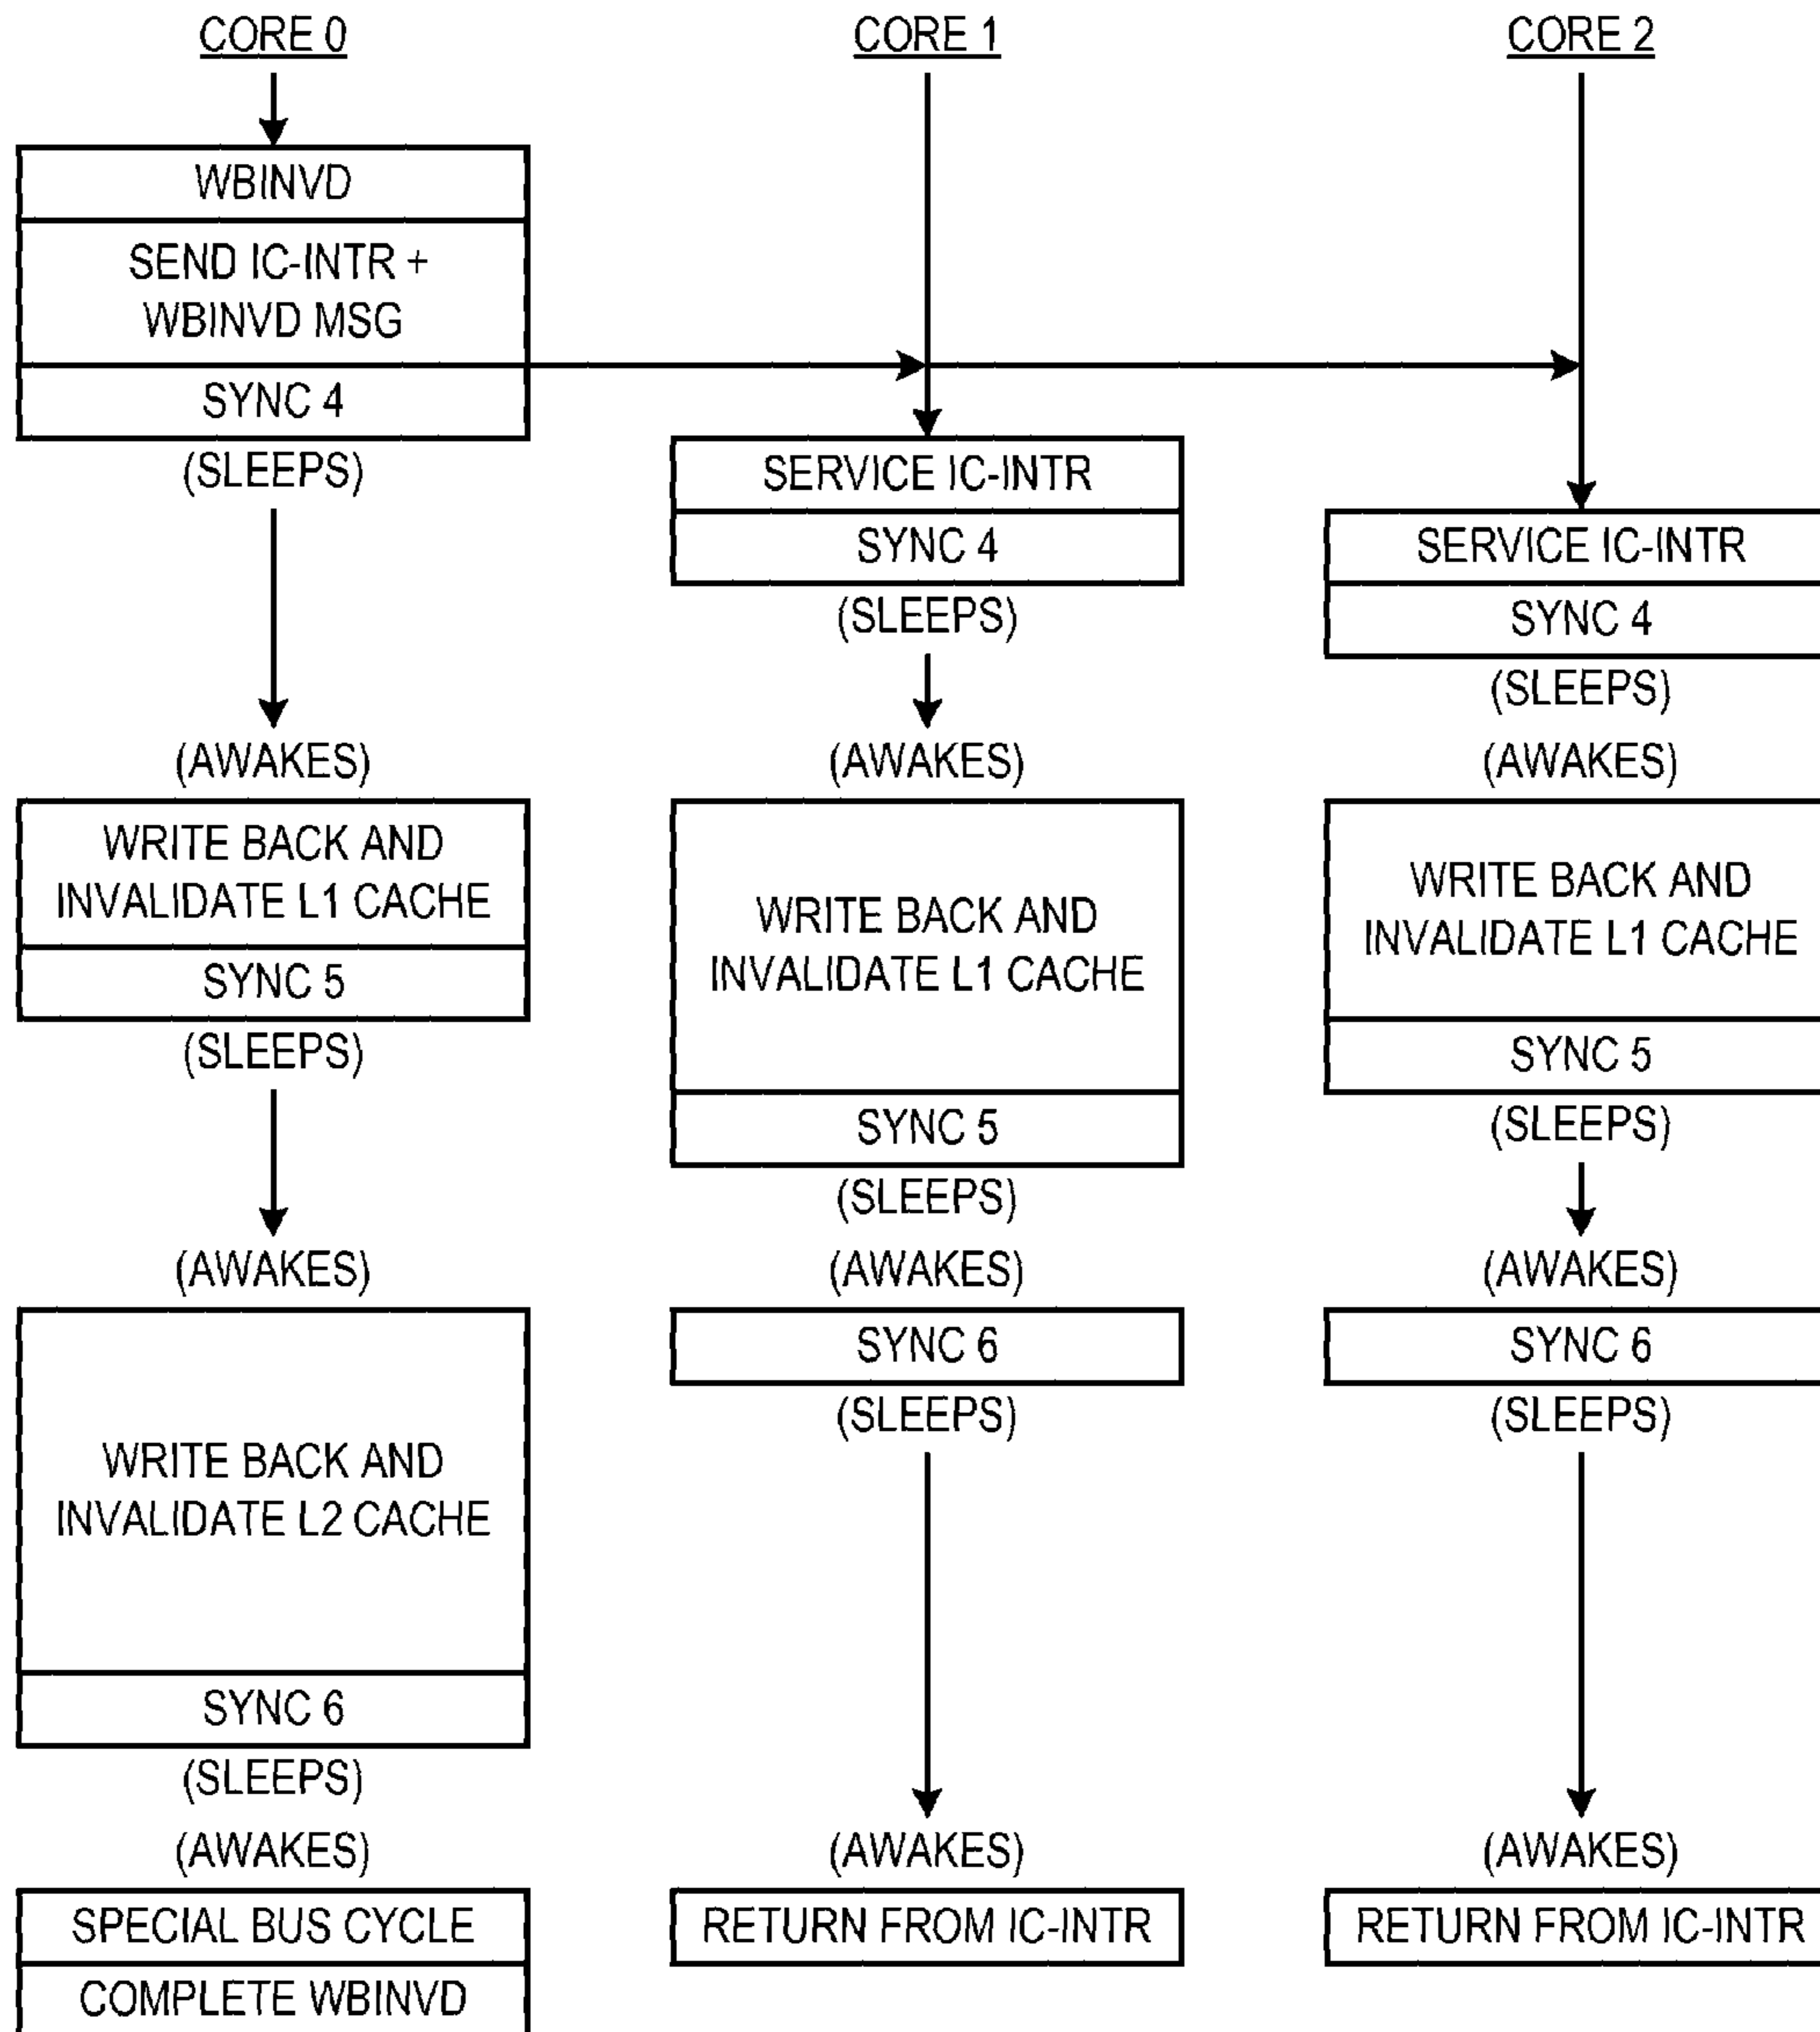 CORE 0
WBINVD
SEND IC-INTR +
WBINVD MSG
SYNC 4
(SLEEPS)
(AWAKES)
WRITE BACK AND
INVALIDATE L1 CACHE
SYNC 5
(SLEEPS)
(AWAKES)
WRITE BACK AND
INVALIDATE L2 CACHE
SYNC 6
(SLEEPS)
(AWAKES)
SPECIAL BUS CYCLE
COMPLETE WBINVD
CORE 1
SERVICE IC-INTR
SYNC 4
(SLEEPS)
(AWAKES)
WRITE BACK AND
INVALIDATE L1 CACHE
SYNC 5
(SLEEPS)
(AWAKES)
SYNC 6
(SLEEPS)
(AWAKES)
RETURN FROM IC-INTR
CORE 2
SERVICE IC-INTR
SYNC 4
(SLEEPS)
(AWAKES)
WRITE BACK AND
INVALIDATE L1 CACHE
SYNC 5
(SLEEPS)
(AWAKES)
SYNC 6
(SLEEPS)
(AWAKES)
RETURN FROM IC-INTR